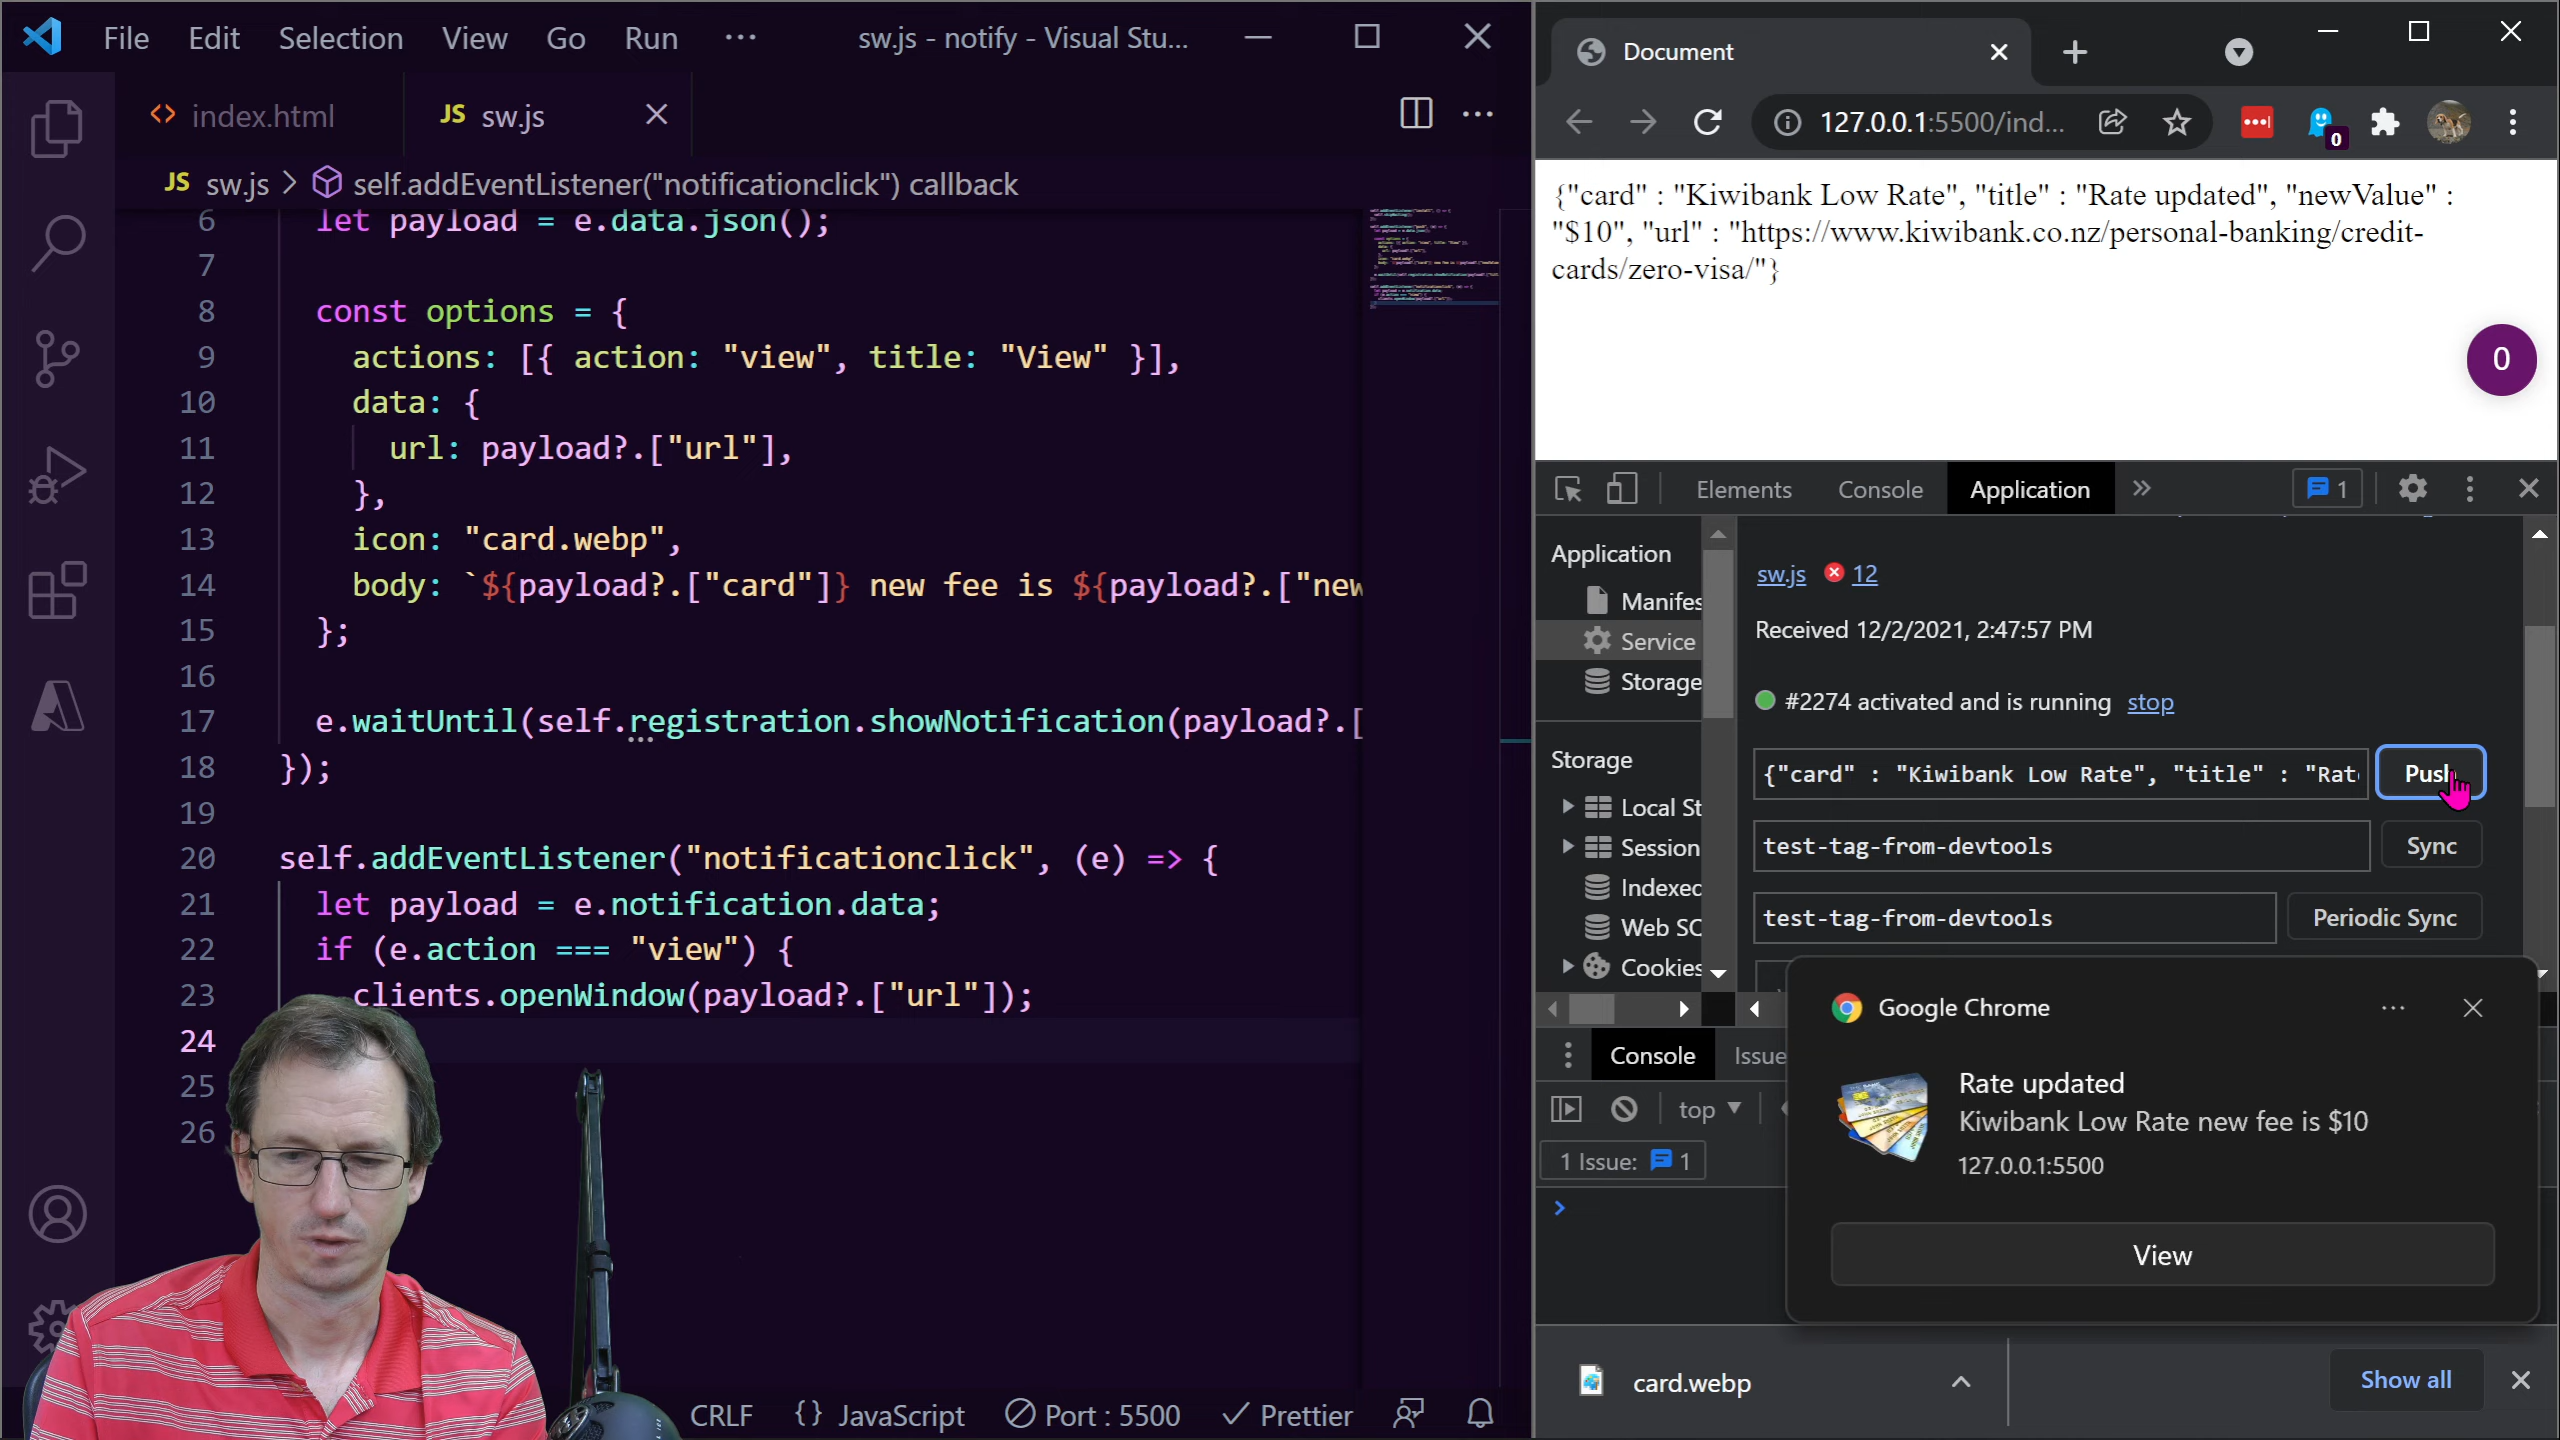 File Edit Selection View Go Run ··· sw.js - notify - Visual Stu...
index.html JS sw.js
JS sw.js > self.addEventListener("notificationclick") callback
6 let payload = e.data.json();
7
8 const options = {
9 actions: [{ action: "view", title: "View" }],
10 data: {
11 url: payload?.["url"],
12 },
13 icon: "card.webp",
14 body: `${payload?.["card"]} new fee is ${payload?.["new
15 };
16
17 e.waitUntil(self.registration.showNotification(payload?.[
18 });
19
20 self.addEventListener("notificationclick", (e) => {
21 let payload = e.notification.data;
22 if (e.action === "view") {
23 clients.openWindow(payload?.["url"]);
24
25
26
CRLF {} JavaScript Port : 5500 Prettier
Document
127.0.0.1:5500/ind...
0
{"card" : "Kiwibank Low Rate", "title" : "Rate updated", "newValue" :
"$10", "url" : "https://www.kiwibank.co.nz/personal-banking/credit-
cards/zero-visa/"}
0
Elements Console Application » 1
Application
Manifes
Service
Storage
Storage
Local St
Session
Indexed
Web SQ
Cookies
sw.js 12
Received 12/2/2021, 2:47:57 PM
#2274 activated and is running stop
{"card" : "Kiwibank Low Rate", "title" : "Rat Push
test-tag-from-devtools Sync
test-tag-from-devtools Periodic Sync
Console Issue
top
1 Issue: 1
Google Chrome
Rate updated
Kiwibank Low Rate new fee is $10
127.0.0.1:5500
View
card.webp
Show all